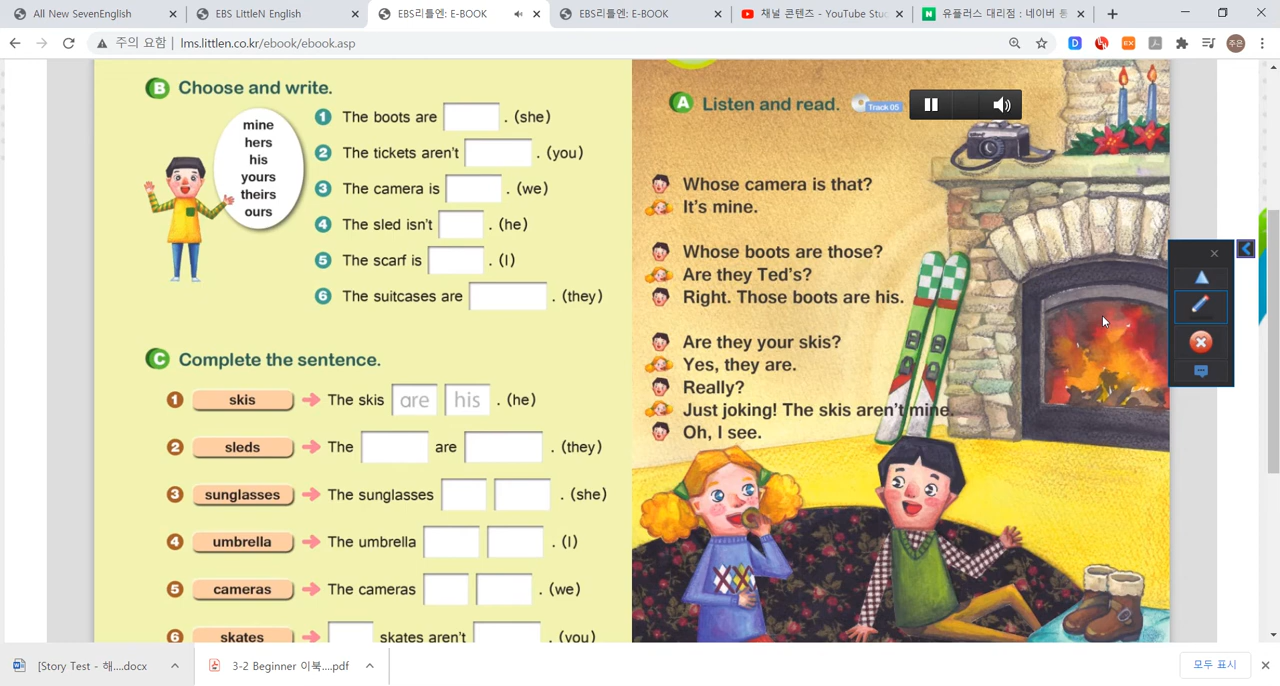 All New SevenEnglish
EBS LittleN English
EBS리틀엔: E-BOOK
EBS리틀엔: E-BOOK
채널 콘텐츠 - YouTube Stu
유플러스 대리점 : 네이버 통
주의 요함 | lms.littlen.co.kr/ebook/ebook.asp
B Choose and write.
mine
hers
his
yours
theirs
ours
1 The boots are . (she)
2 The tickets aren't . (you)
3 The camera is . (we)
4 The sled isn't . (he)
5 The scarf is . (I)
6 The suitcases are . (they)
C Complete the sentence.
1 skis The skis are his . (he)
2 sleds The are . (they)
3 sunglasses The sunglasses . (she)
4 umbrella The umbrella . (I)
5 cameras The cameras . (we)
6 skates skates aren't . (you)
A Listen and read. Track 05
Whose camera is that?
It's mine.
Whose boots are those?
Are they Ted's?
Right. Those boots are his.
Are they your skis?
Yes, they are.
Really?
Just joking! The skis aren't mine.
Oh, I see.
[Story Test - 해....docx
3-2 Beginner 이북....pdf
모두 표시